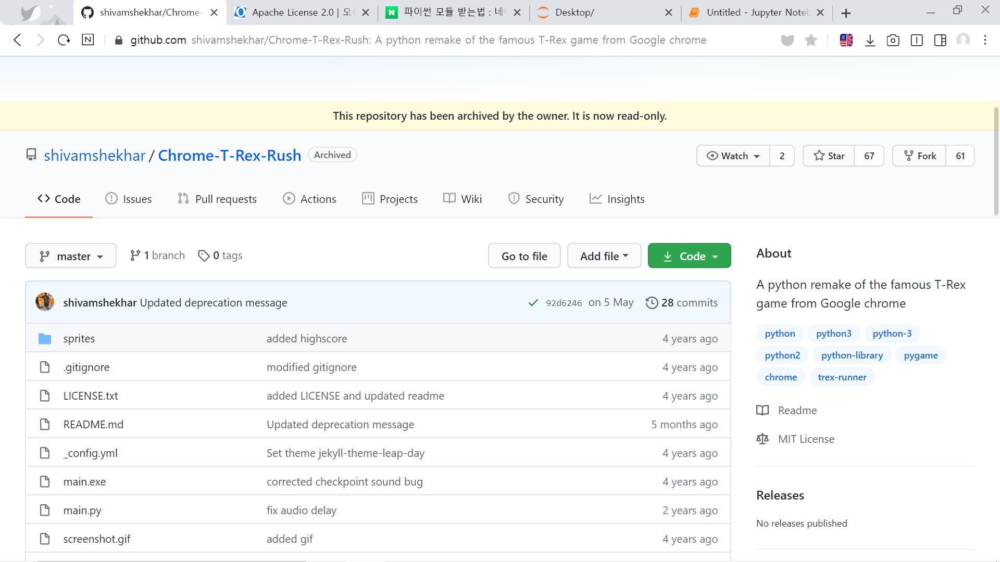 shivamshekhar/Chrome-
Apache License 2.0 | 오픈
파이썬 모듈 받는법 : 네이
Desktop/
Untitled - Jupyter Noteb
github.com shivamshekhar/Chrome-T-Rex-Rush: A python remake of the famous T-Rex game from Google chrome
This repository has been archived by the owner. It is now read-only.
shivamshekhar / Chrome-T-Rex-Rush Archived
Watch 2
Star 67
Fork 61
Code
Issues
Pull requests
Actions
Projects
Wiki
Security
Insights
master
1 branch
0 tags
Go to file
Add file
Code
shivamshekhar Updated deprecation message
92d6246 on 5 May
28 commits
sprites added highscore 4 years ago
.gitignore modified gitignore 4 years ago
LICENSE.txt added LICENSE and updated readme 4 years ago
README.md Updated deprecation message 5 months ago
_config.yml Set theme jekyll-theme-leap-day 4 years ago
main.exe corrected checkpoint sound bug 4 years ago
main.py fix audio delay 2 years ago
screenshot.gif added gif 4 years ago
About
A python remake of the famous T-Rex
game from Google chrome
python python3 python-3
python2 python-library pygame
chrome trex-runner
Readme
MIT License
Releases
No releases published